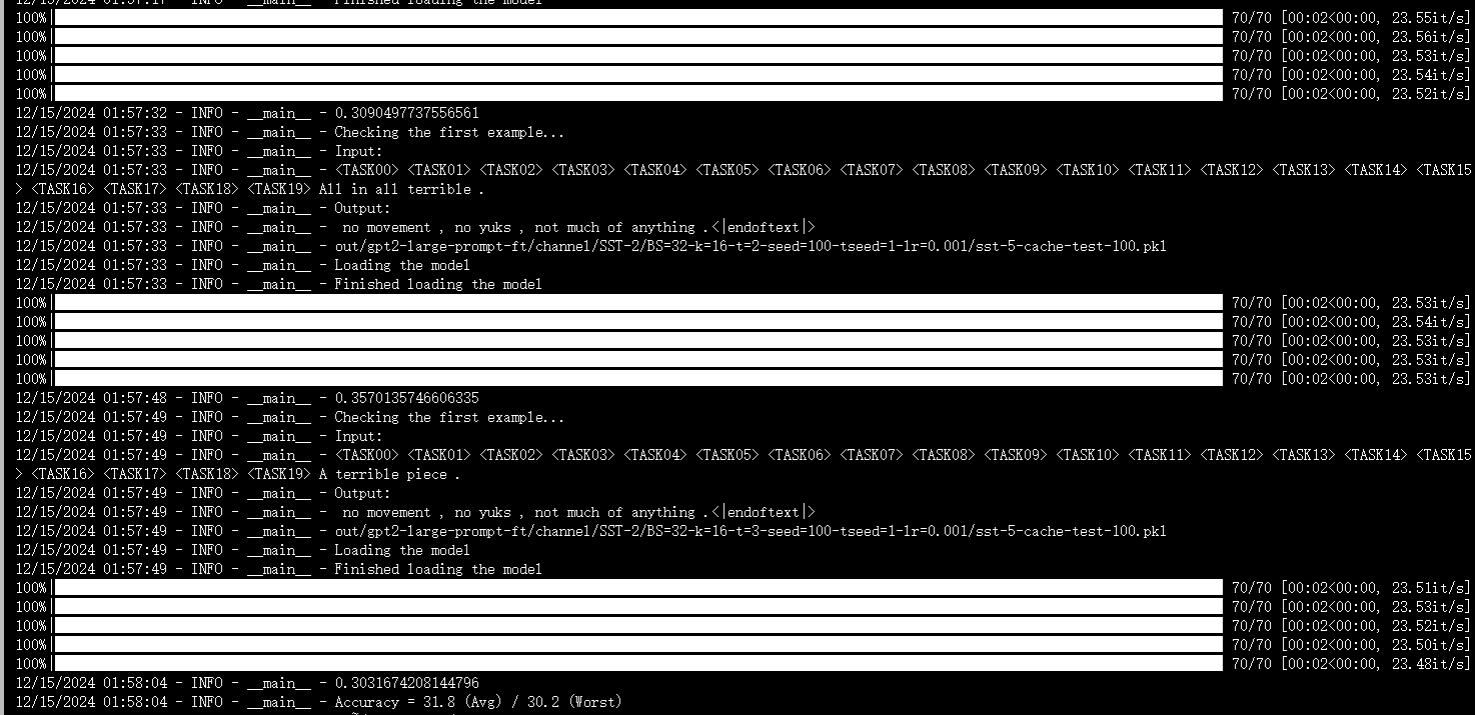 12/15/2024 01:57:17 - INFO - __main__ - Finished loading the model
100%| 70/70 [00:02<00:00, 23.55it/s]
100%| 70/70 [00:02<00:00, 23.56it/s]
100%| 70/70 [00:02<00:00, 23.53it/s]
100%| 70/70 [00:02<00:00, 23.54it/s]
100%| 70/70 [00:02<00:00, 23.52it/s]
12/15/2024 01:57:32 - INFO - __main__ - 0.3090497737556561
12/15/2024 01:57:33 - INFO - __main__ - Checking the first example...
12/15/2024 01:57:33 - INFO - __main__ - Input:
12/15/2024 01:57:33 - INFO - __main__ - <TASK00> <TASK01> <TASK02> <TASK03> <TASK04> <TASK05> <TASK06> <TASK07> <TASK08> <TASK09> <TASK10> <TASK11> <TASK12> <TASK13> <TASK14> <TASK15
> <TASK16> <TASK17> <TASK18> <TASK19> All in all terrible .
12/15/2024 01:57:33 - INFO - __main__ - Output:
12/15/2024 01:57:33 - INFO - __main__ -  no movement , no yuks , not much of anything .<|endoftext|>
12/15/2024 01:57:33 - INFO - __main__ - out/gpt2-large-prompt-ft/channel/SST-2/BS=32-k=16-t=2-seed=100-tseed=1-lr=0.001/sst-5-cache-test-100.pkl
12/15/2024 01:57:33 - INFO - __main__ - Loading the model
12/15/2024 01:57:33 - INFO - __main__ - Finished loading the model
100%| 70/70 [00:02<00:00, 23.53it/s]
100%| 70/70 [00:02<00:00, 23.54it/s]
100%| 70/70 [00:02<00:00, 23.53it/s]
100%| 70/70 [00:02<00:00, 23.53it/s]
100%| 70/70 [00:02<00:00, 23.53it/s]
12/15/2024 01:57:48 - INFO - __main__ - 0.3570135746606335
12/15/2024 01:57:49 - INFO - __main__ - Checking the first example...
12/15/2024 01:57:49 - INFO - __main__ - Input:
12/15/2024 01:57:49 - INFO - __main__ - <TASK00> <TASK01> <TASK02> <TASK03> <TASK04> <TASK05> <TASK06> <TASK07> <TASK08> <TASK09> <TASK10> <TASK11> <TASK12> <TASK13> <TASK14> <TASK15
> <TASK16> <TASK17> <TASK18> <TASK19> A terrible piece .
12/15/2024 01:57:49 - INFO - __main__ - Output:
12/15/2024 01:57:49 - INFO - __main__ -  no movement , no yuks , not much of anything .<|endoftext|>
12/15/2024 01:57:49 - INFO - __main__ - out/gpt2-large-prompt-ft/channel/SST-2/BS=32-k=16-t=3-seed=100-tseed=1-lr=0.001/sst-5-cache-test-100.pkl
12/15/2024 01:57:49 - INFO - __main__ - Loading the model
12/15/2024 01:57:49 - INFO - __main__ - Finished loading the model
100%| 70/70 [00:02<00:00, 23.51it/s]
100%| 70/70 [00:02<00:00, 23.53it/s]
100%| 70/70 [00:02<00:00, 23.52it/s]
100%| 70/70 [00:02<00:00, 23.50it/s]
100%| 70/70 [00:02<00:00, 23.48it/s]
12/15/2024 01:58:04 - INFO - __main__ - 0.3031674208144796
12/15/2024 01:58:04 - INFO - __main__ - Accuracy = 31.8 (Avg) / 30.2 (Worst)